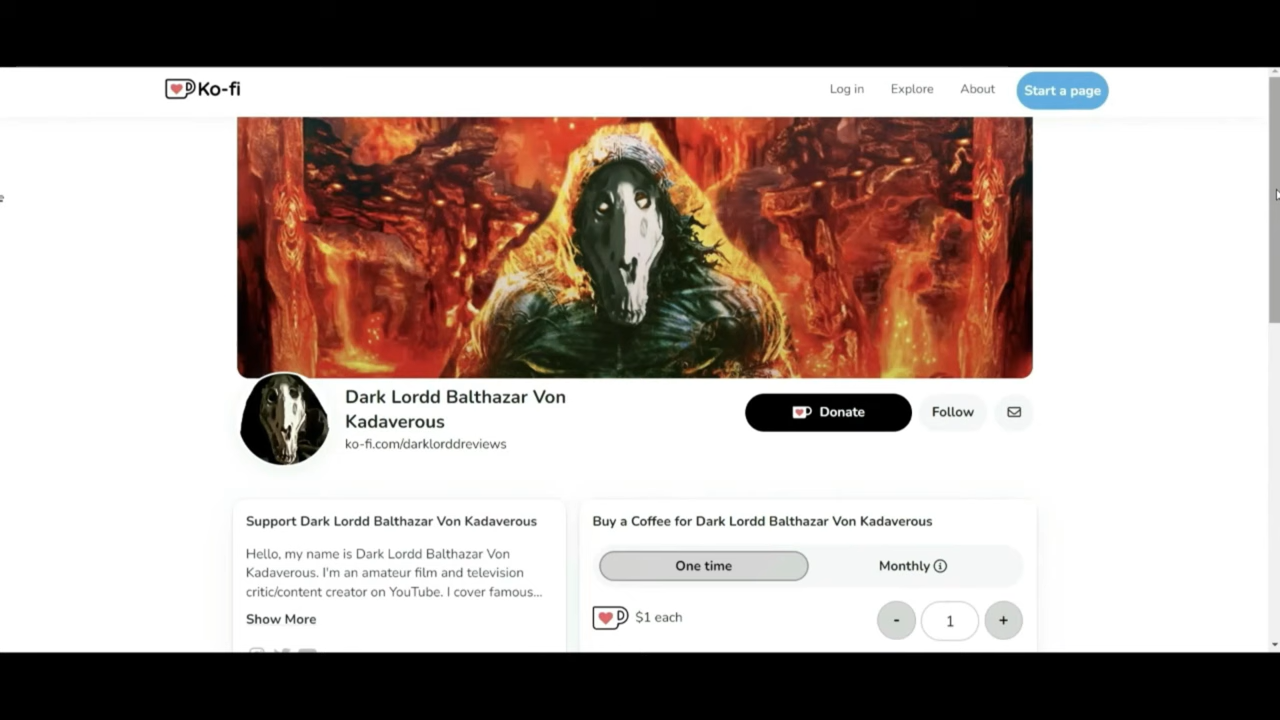 Ko-fi
Log in
Explore
About
Start a page
e
Dark Lordd Balthazar Von
Kadaverous
ko-fi.com/darklorddreviews
Donate
Follow
Support Dark Lordd Balthazar Von Kadaverous
Hello, my name is Dark Lordd Balthazar Von
Kadaverous. I'm an amateur film and television
critic/content creator on YouTube. I cover famous...
Show More
Buy a Coffee for Dark Lordd Balthazar Von Kadaverous
One time
Monthly
$1 each
-
1
+